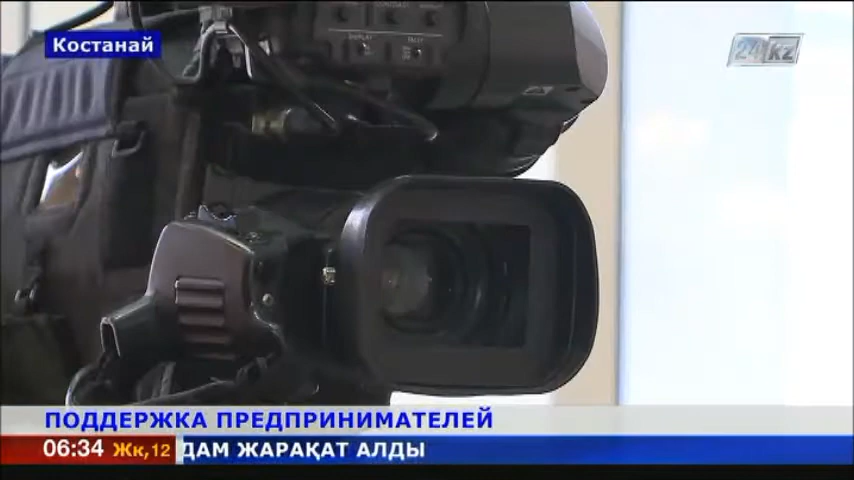 Костанай
24kz
ПОДДЕРЖКА ПРЕДПРИНИМАТЕЛЕЙ
06:34 Жк,12 ДАМ ЖАРАҚАТ АЛДЫ